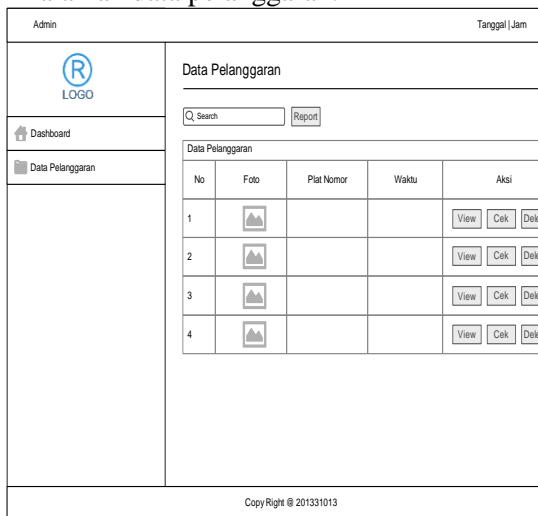 Admin Tanggal | Jam
R
LOGO
Data Pelanggaran
Search Report
Dashboard
Data Pelanggaran
Data Pelanggaran
No Foto Plat Nomor Waktu Aksi
1 View Cek
2 View Cek
3 View Cek
4 View Cek
Copy Right @ 201331013